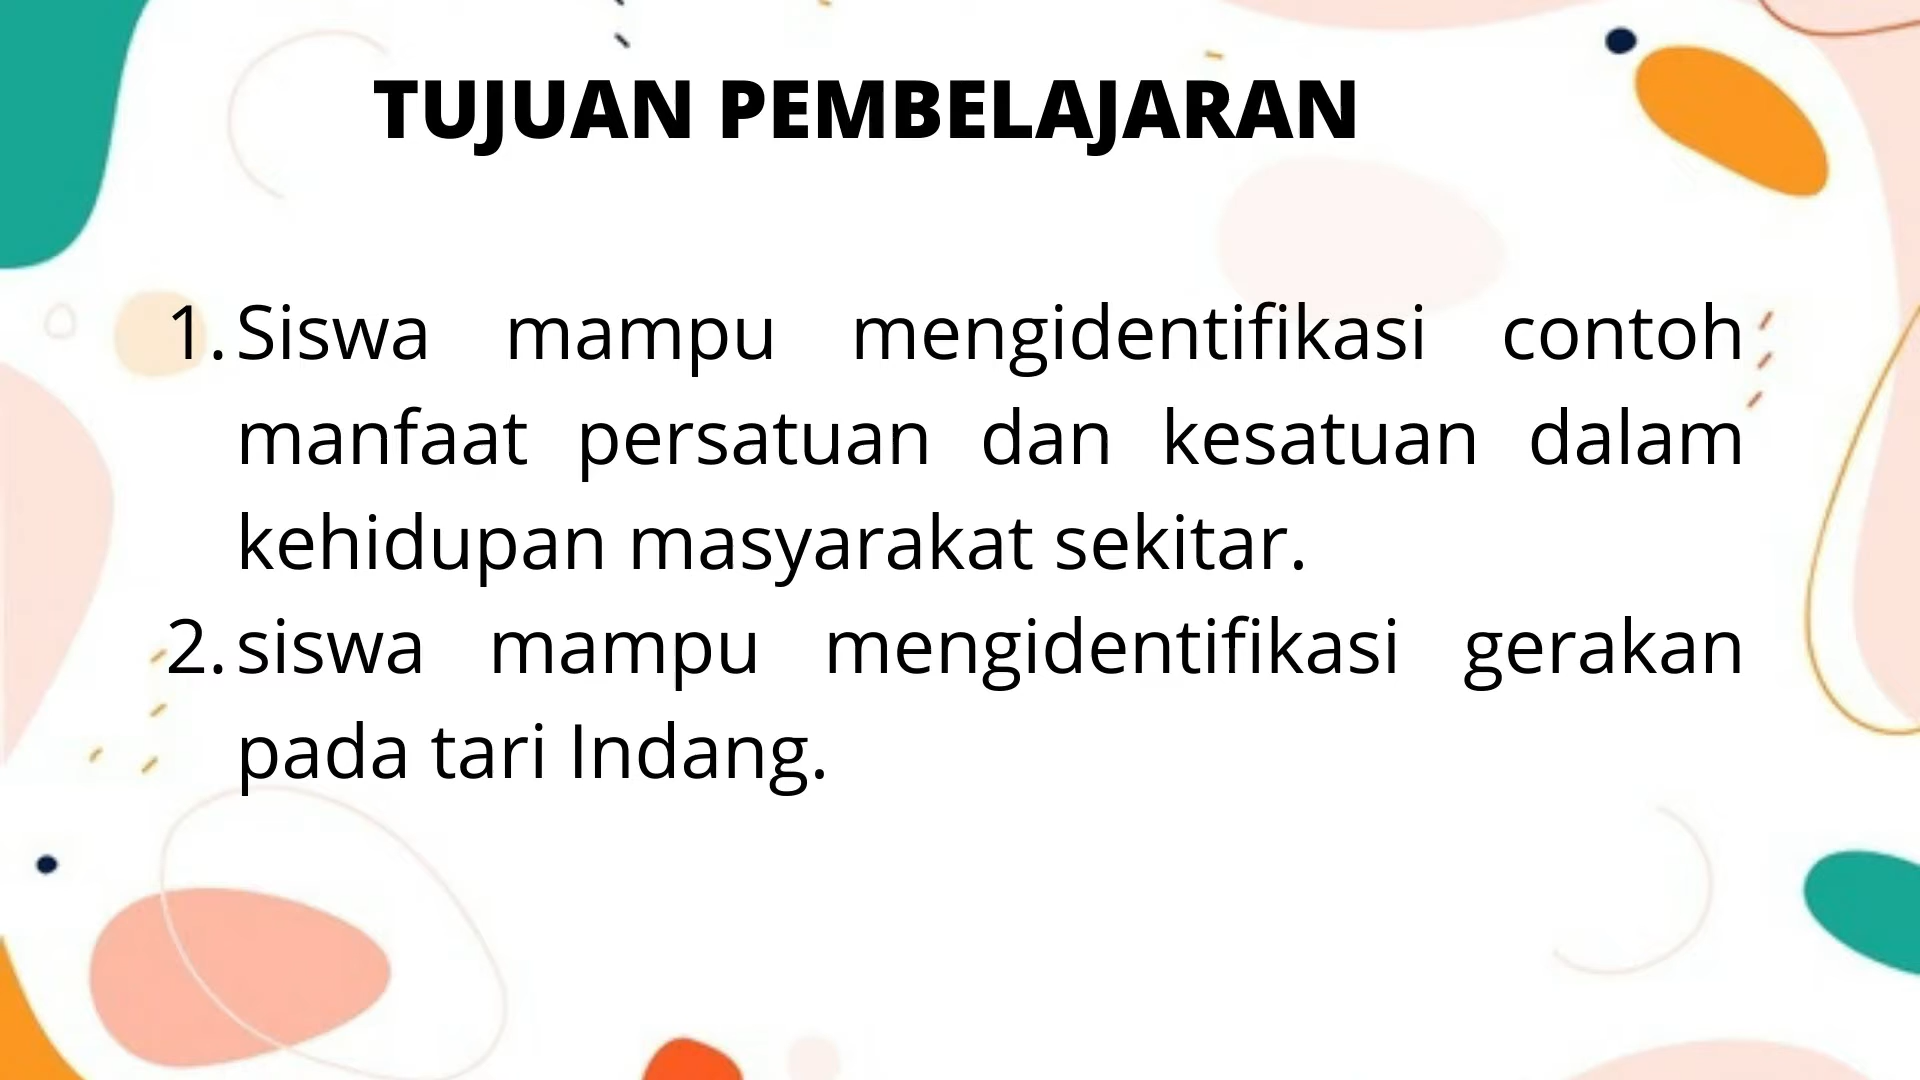 TUJUAN PEMBELAJARAN
1. Siswa mampu mengidentifikasi contoh
manfaat persatuan dan kesatuan dalam
kehidupan masyarakat sekitar.
2. siswa mampu mengidentifikasi gerakan
pada tari Indang.